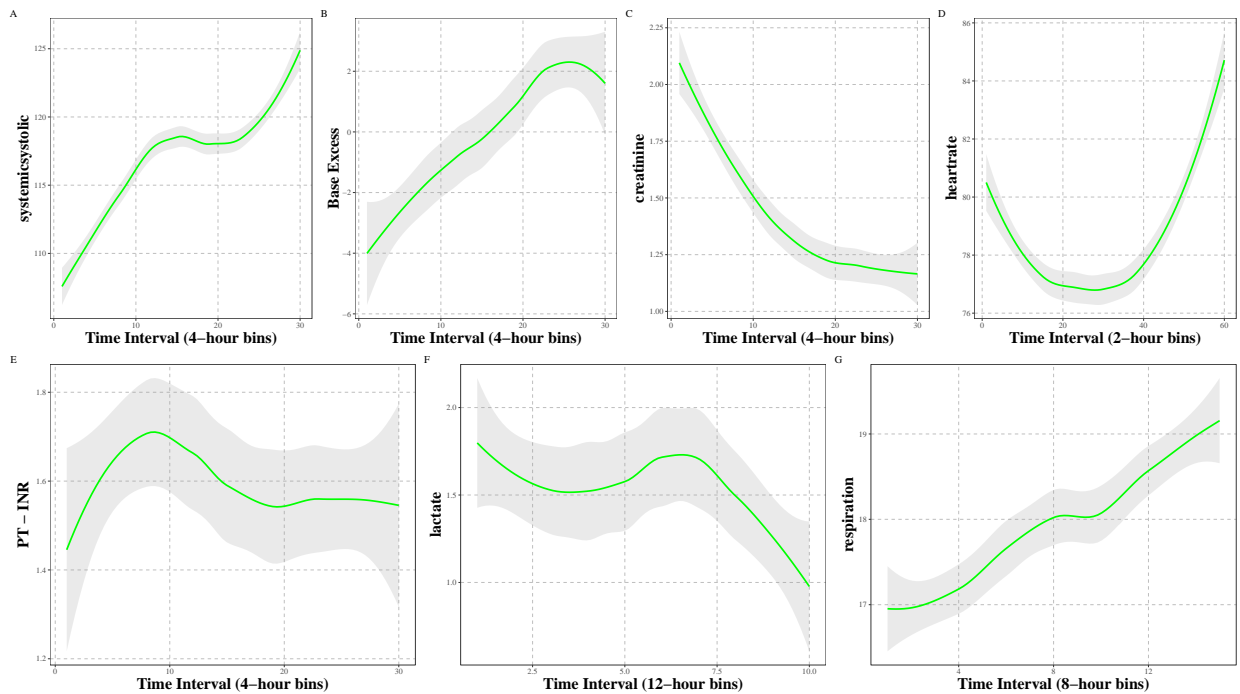 A
systemicsystolic
125
120
115
110
0
10
20
30
Time Interval (4−hour bins)
B
Base Excess
2
0
−2
−4
−6
0
10
20
30
Time Interval (4−hour bins)
C
creatinine
2.25
2.00
1.75
1.50
1.25
1.00
0
10
20
30
Time Interval (4−hour bins)
D
heartrate
86
84
82
80
78
76
0
20
40
60
Time Interval (2−hour bins)
E
PT − INR
1.8
1.6
1.4
1.2
0
10
20
30
Time Interval (4−hour bins)
F
lactate
2.0
1.5
1.0
2.5
5.0
7.5
10.0
Time Interval (12−hour bins)
G
respiration
19
18
17
4
8
12
Time Interval (8−hour bins)